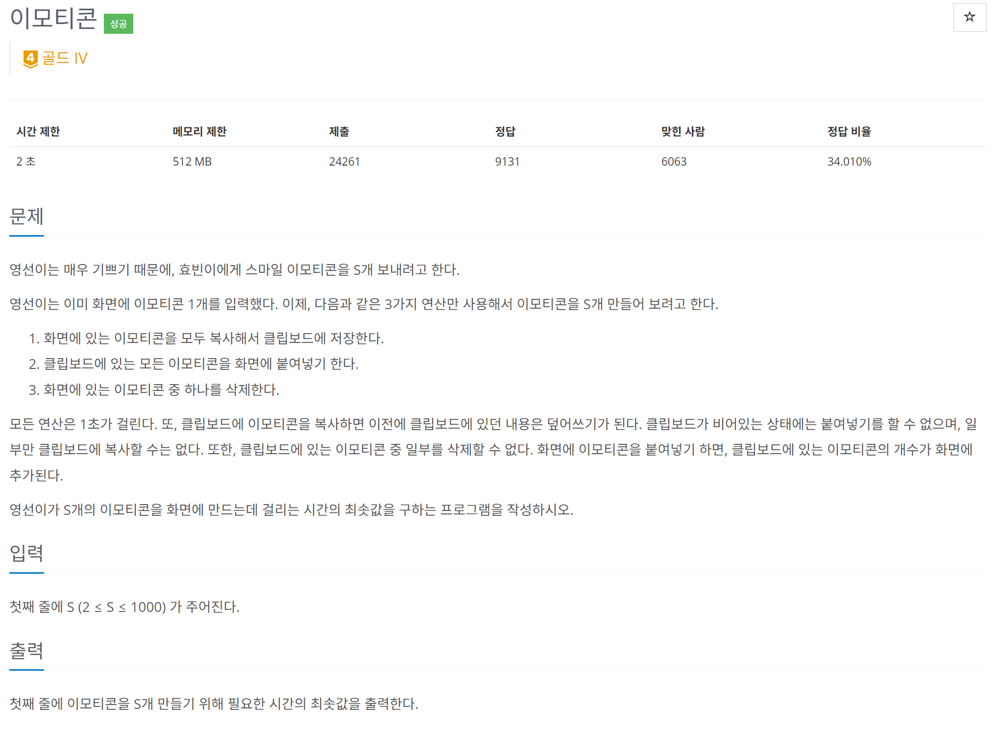 이모티콘 성공
☆
4 골드 IV
시간 제한 메모리 제한 제출 정답 맞힌 사람 정답 비율
2 초 512 MB 24261 9131 6063 34.010%
문제
영선이는 매우 기쁘기 때문에, 효빈이에게 스마일 이모티콘을 S개 보내려고 한다.
영선이는 이미 화면에 이모티콘 1개를 입력했다. 이제, 다음과 같은 3가지 연산만 사용해서 이모티콘을 S개 만들어 보려고 한다.
1. 화면에 있는 이모티콘을 모두 복사해서 클립보드에 저장한다.
2. 클립보드에 있는 모든 이모티콘을 화면에 붙여넣기 한다.
3. 화면에 있는 이모티콘 중 하나를 삭제한다.
모든 연산은 1초가 걸린다. 또, 클립보드에 이모티콘을 복사하면 이전에 클립보드에 있던 내용은 덮어쓰기가 된다. 클립보드가 비어있는 상태에는 붙여넣기를 할 수 없으며, 일
부만 클립보드에 복사할 수는 없다. 또한, 클립보드에 있는 이모티콘 중 일부를 삭제할 수 없다. 화면에 이모티콘을 붙여넣기 하면, 클립보드에 있는 이모티콘의 개수가 화면에
추가된다.
영선이가 S개의 이모티콘을 화면에 만드는데 걸리는 시간의 최솟값을 구하는 프로그램을 작성하시오.
입력
첫째 줄에 S (2 ≤ S ≤ 1000) 가 주어진다.
출력
첫째 줄에 이모티콘을 S개 만들기 위해 필요한 시간의 최솟값을 출력한다.